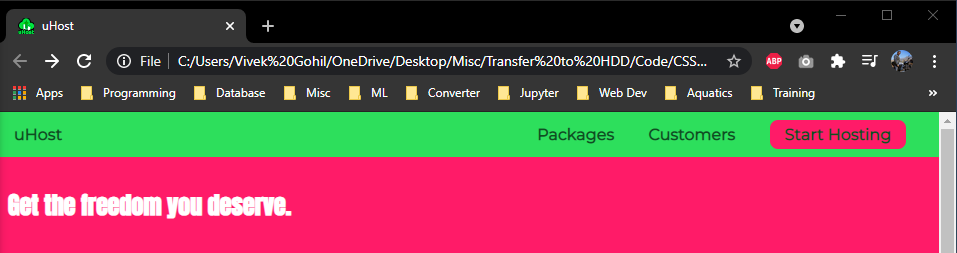 uHost
File C:/Users/Vivek%20Gohil/OneDrive/Desktop/Misc/Transfer%20to%20HDD/Code/CSS...
ABP
Apps Programming Database Misc ML Converter Jupyter Web Dev Aquatics Training »
uHost Packages Customers Start Hosting
Get the freedom you deserve.